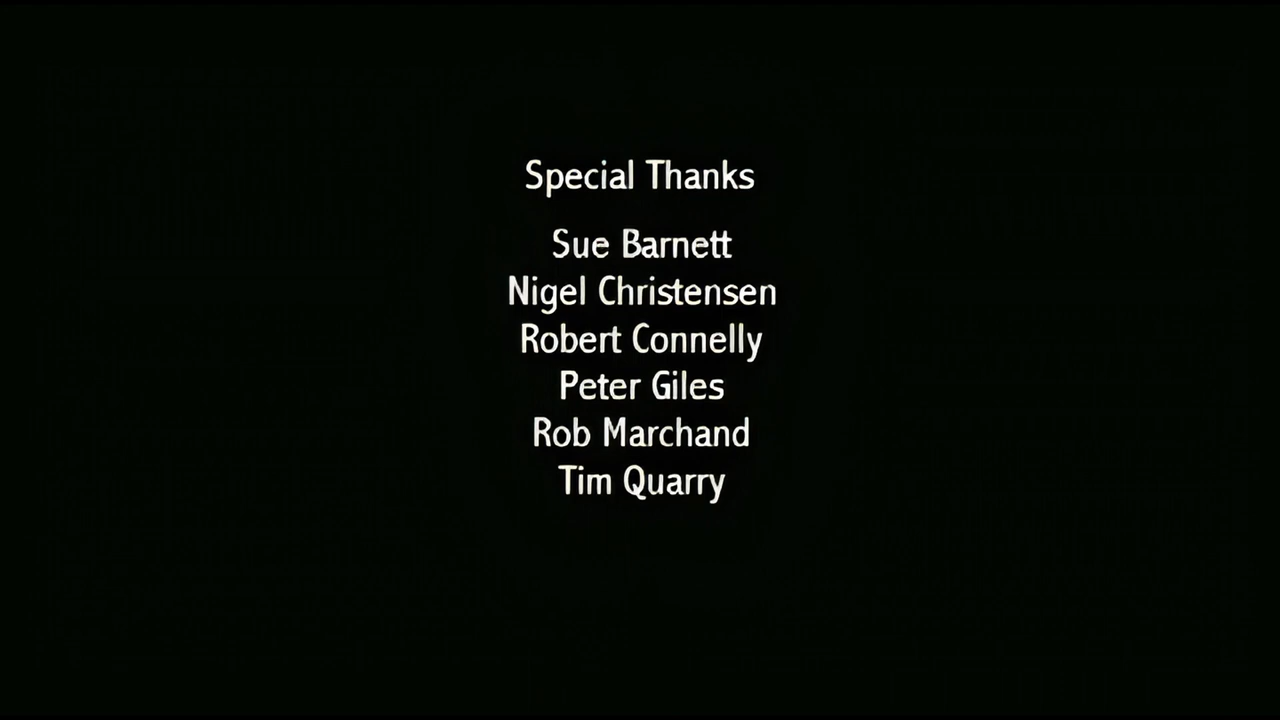 Special Thanks
Sue Barnett
Nigel Christensen
Robert Connelly
Peter Giles
Rob Marchand
Tim Quarry